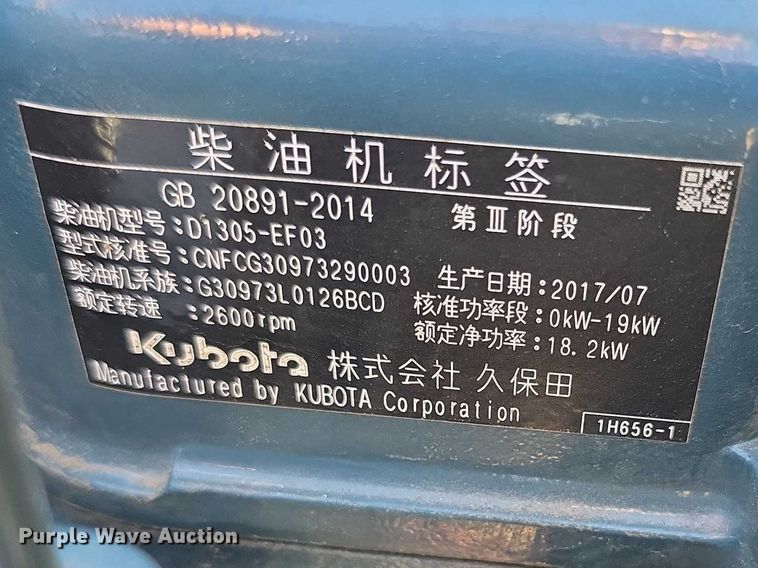 柴油机标签
GB 20891-2014 第Ⅲ阶段
柴油机型号:D1305-EF03
型式核准号:CNFCG30973290003 生产日期:2017/07
柴油机系族:G30973L0126BCD 核准功率段:0kW-19kW
额定转速:2600rpm 额定净功率:18.2kW
Kubota 株式会社 久保田
Manufactured by KUBOTA Corporation
1H656-1
Purple Wave Auction